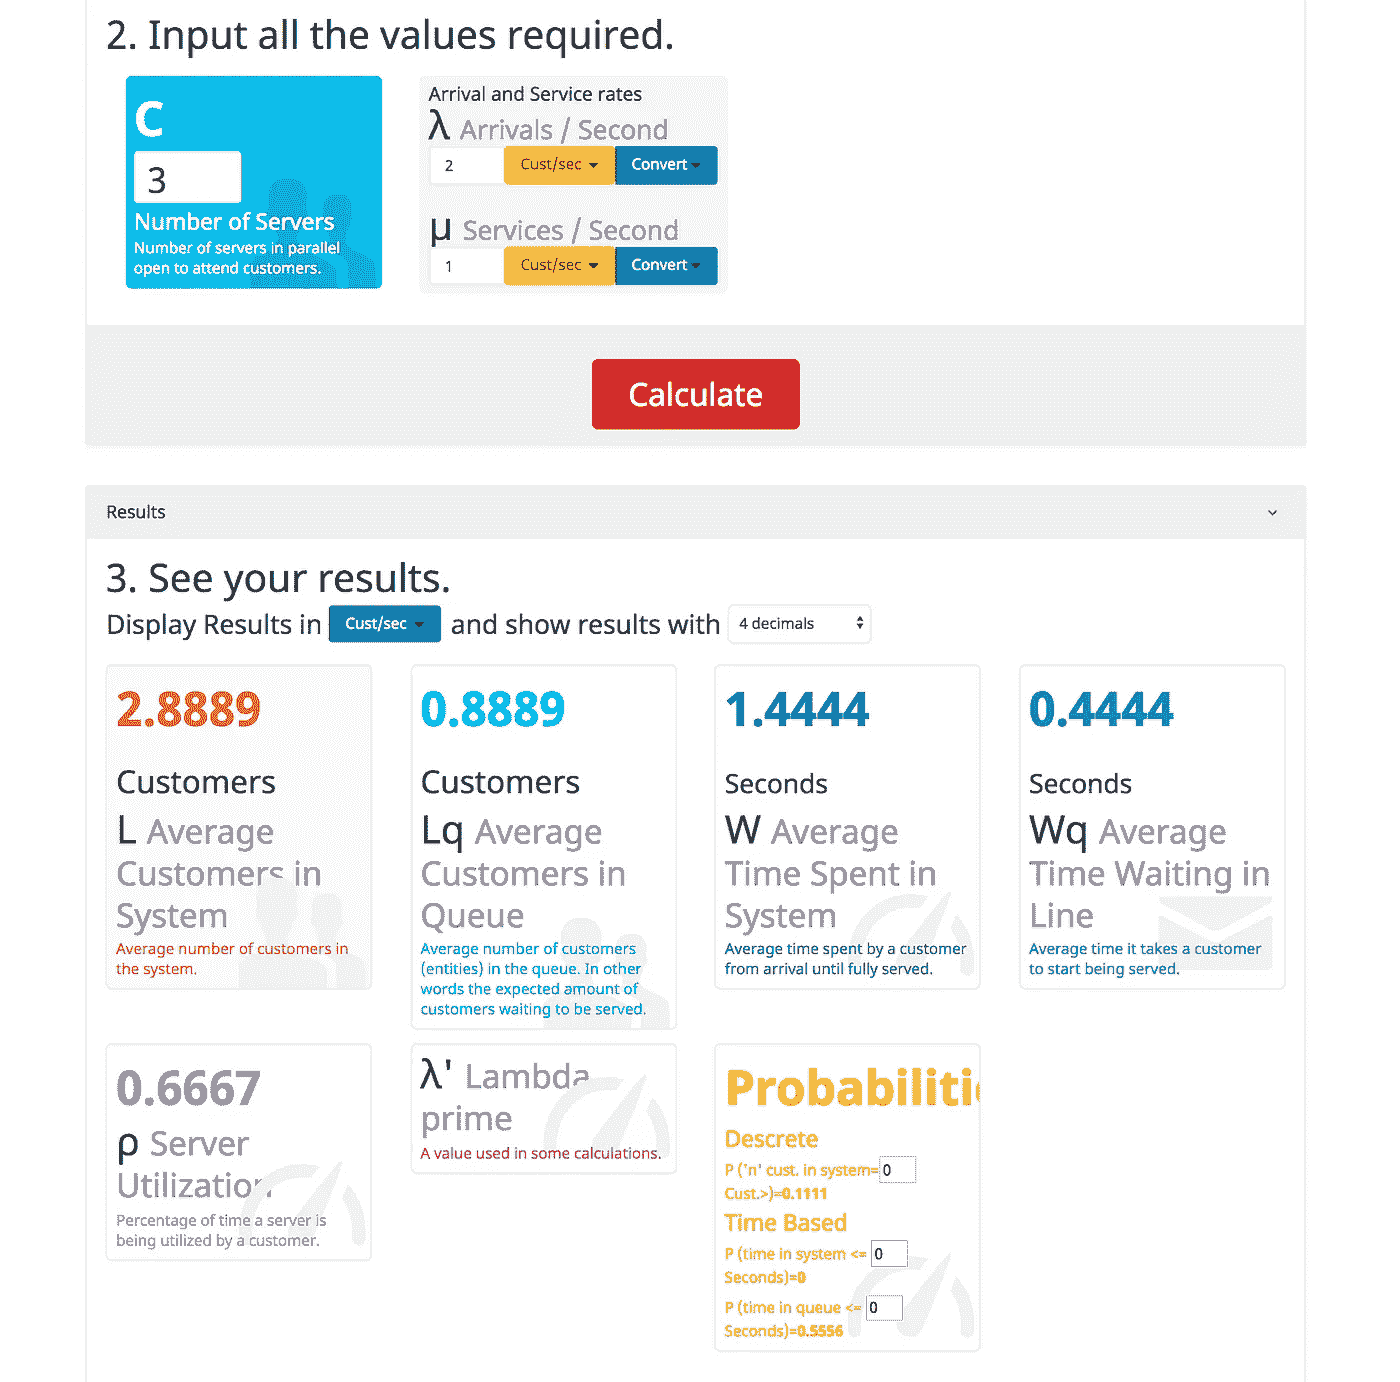 2. Input all the values required.
C
3
Number of Servers
Number of servers in parallel
open to attend customers.
Arrival and Service rates
λ Arrivals / Second
2 Cust/sec Convert
μ Services / Second
1 Cust/sec Convert
Calculate
Results
3. See your results.
Display Results in Cust/sec and show results with 4 decimals
2.8889
Customers
L Average
Customers in
System
Average number of customers in
the system.
0.8889
Customers
Lq Average
Customers in
Queue
Average number of customers
(entities) in the queue. In other
words the expected amount of
customers waiting to be served.
1.4444
Seconds
W Average
Time Spent in
System
Average time spent by a customer
from arrival until fully served.
0.4444
Seconds
Wq Average
Time Waiting in
Line
Average time it takes a customer
to start being served.
0.6667
ρ Server
Utilization
Percentage of time a server is
being utilized by a customer.
λ' Lambda
prime
A value used in some calculations.
Probabiliti
Descrete
P ('n' cust. in system= 0
Cust.>)=0.1111
Time Based
P (time in system <= 0
Seconds)=0
P (time in queue <= 0
Seconds)=0.5556